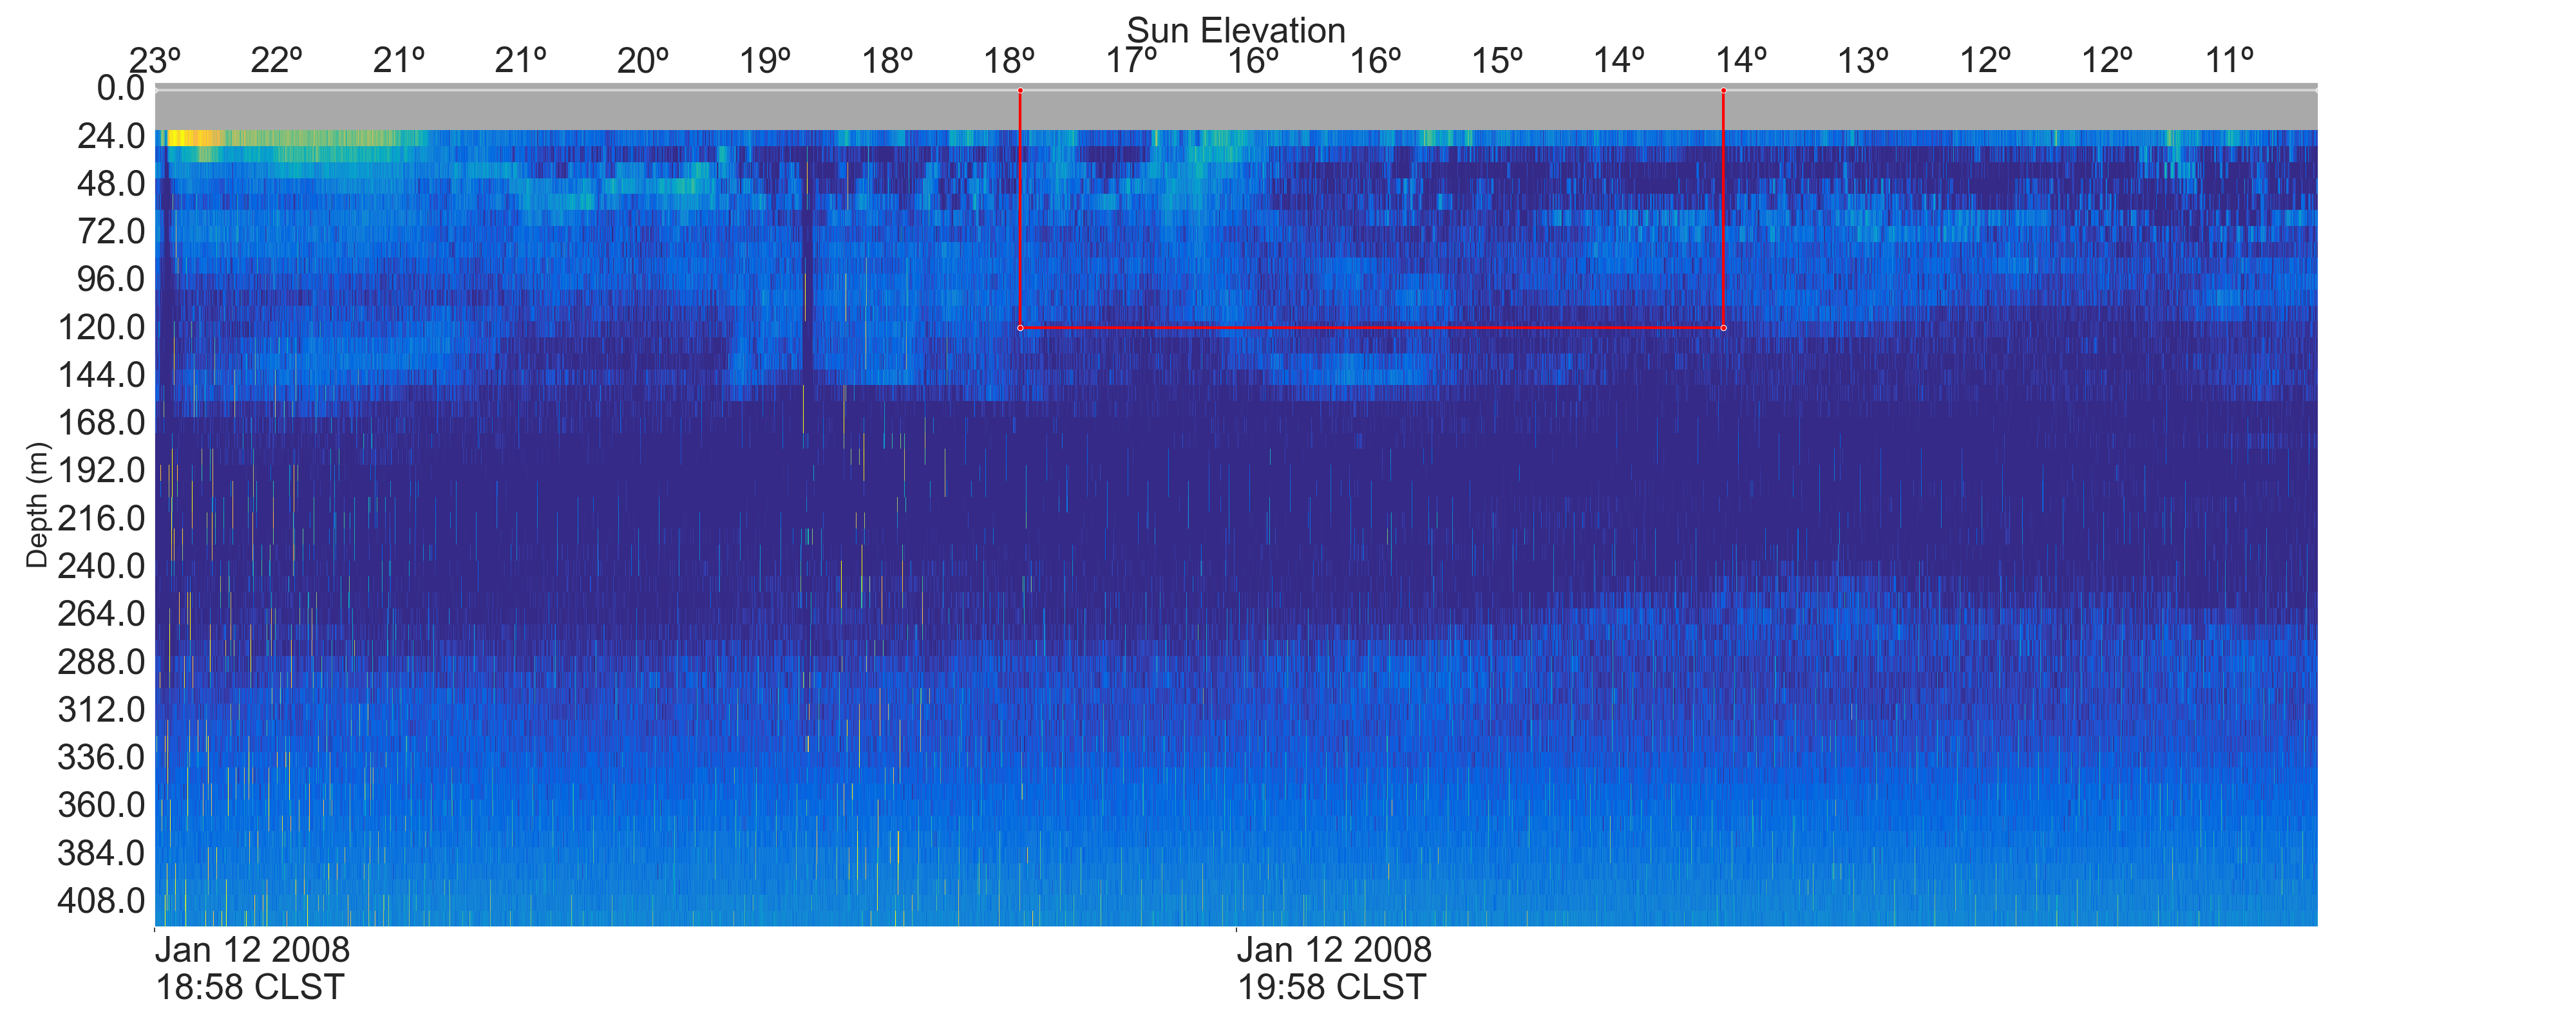 Sun Elevation
23º 22º 21º 21º 20º 19º 18º 18º 17º 16º 16º 15º 14º 14º 13º 12º 12º 11º
0.0
24.0
48.0
72.0
96.0
120.0
144.0
168.0
192.0
216.0
240.0
264.0
288.0
312.0
336.0
360.0
384.0
408.0
Depth (m)
Jan 12 2008
18:58 CLST
Jan 12 2008
19:58 CLST